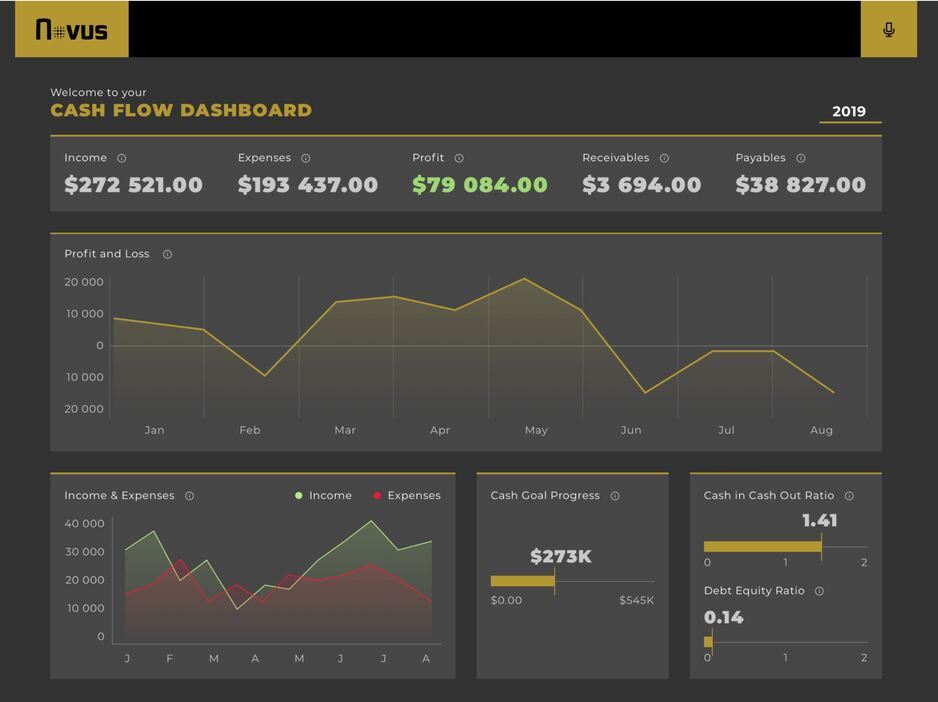 NOVUS
Welcome to your
CASH FLOW DASHBOARD
2019
Income
$272 521.00
Expenses
$193 437.00
Profit
$79 084.00
Receivables
$3 694.00
Payables
$38 827.00
Profit and Loss
20 000
10 000
0
10 000
20 000
Jan Feb Mar Apr May Jun Jul Aug
Income & Expenses
Income Expenses
40 000
30 000
20 000
10 000
0
J F M A M J J A
Cash Goal Progress
$273K
$0.00 $545K
Cash in Cash Out Ratio
1.41
0 1 2
Debt Equity Ratio
0.14
0 1 2